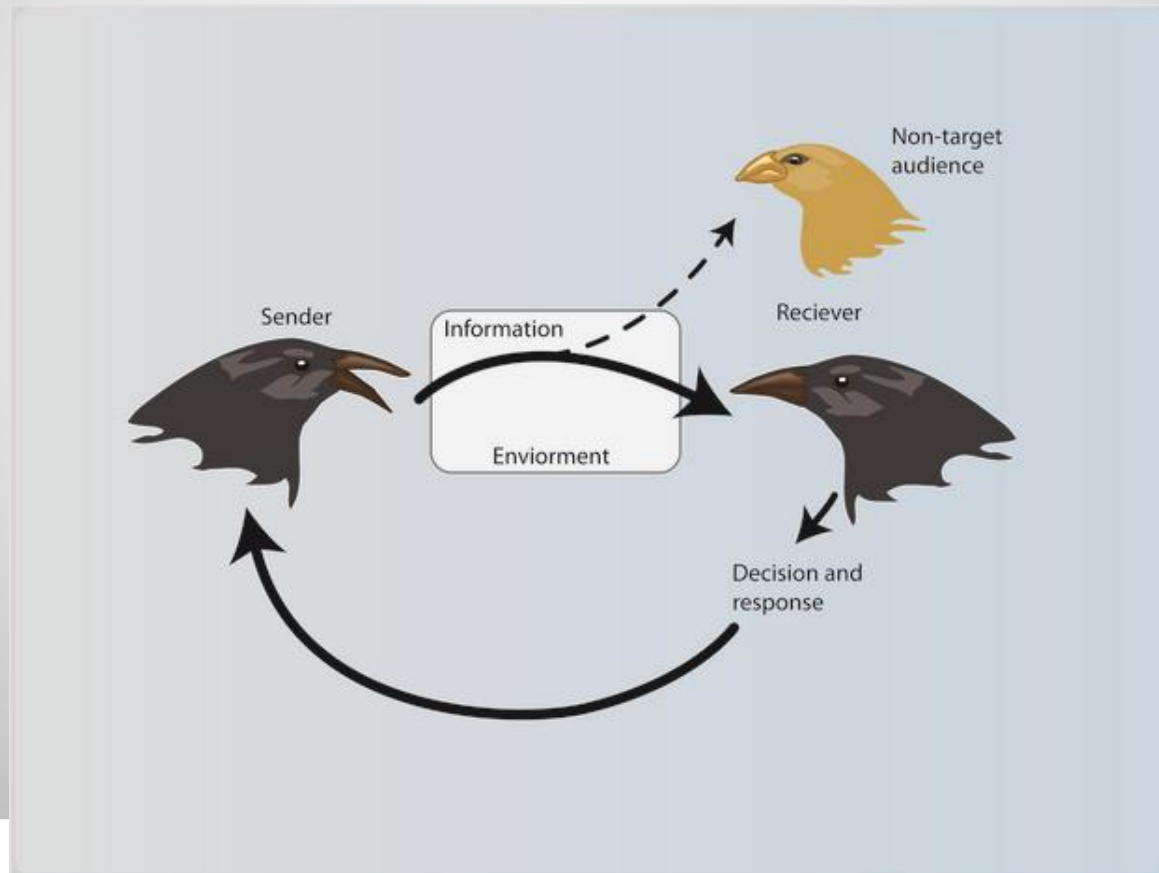 Non-target
audience
Sender
Information
Reciever
Enviorment
Decision and
response